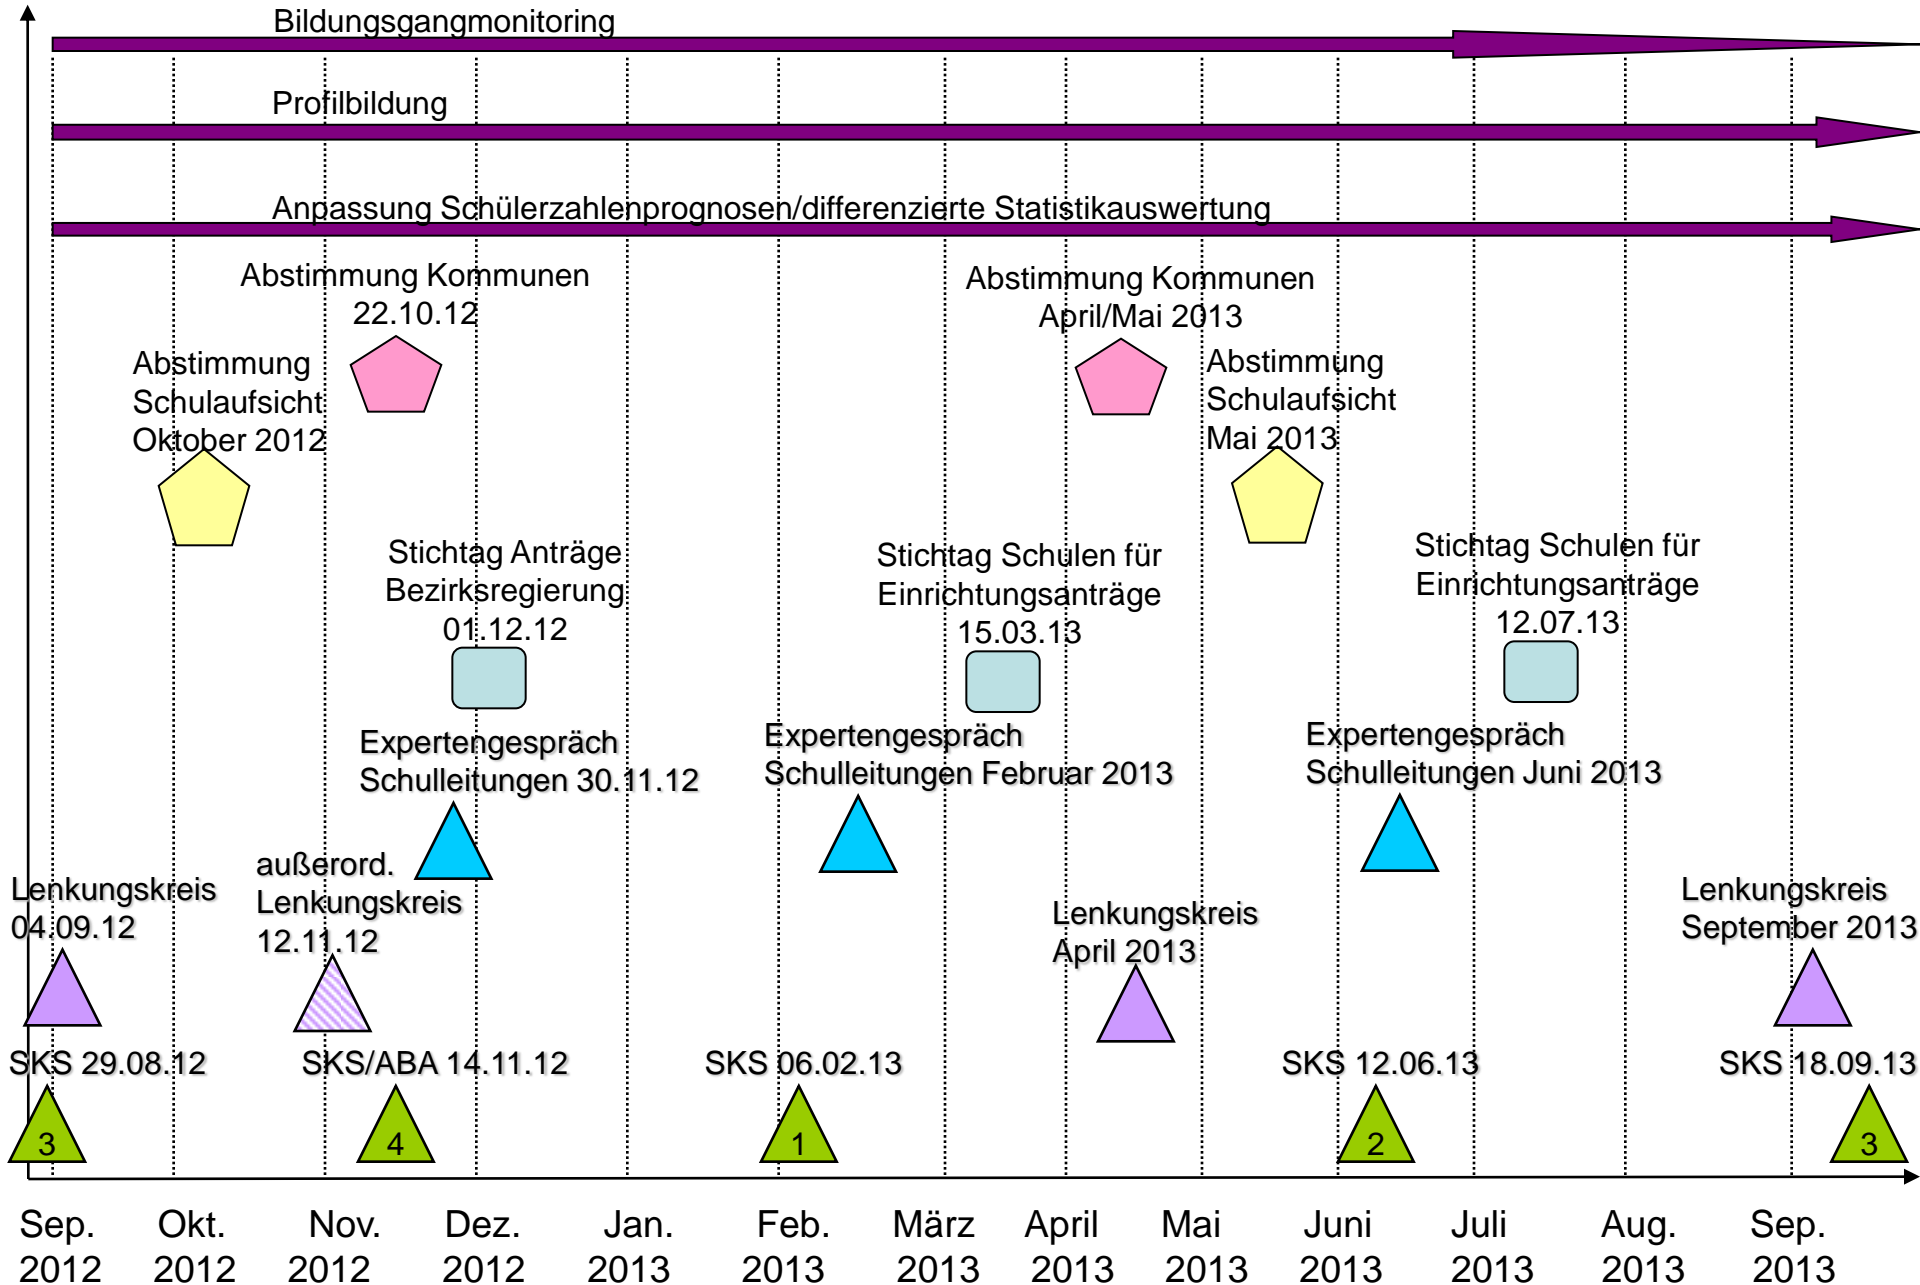 Bildungsgangmonitoring
Profilbildung
Anpassung Schülerzahlenprognosen/differenzierte Statistikauswertung
Abstimmung Kommunen
22.10.12
Abstimmung Kommunen
April/Mai 2013
Abstimmung
Schulaufsicht
Oktober 2012
Abstimmung
Schulaufsicht
Mai 2013
Stichtag Anträge
Bezirksregierung
01.12.12
Stichtag Schulen für
Einrichtungsanträge
15.03.13
Stichtag Schulen für
Einrichtungsanträge
12.07.13
Expertengespräch
Schulleitungen 30.11.12
Expertengespräch
Schulleitungen Februar 2013
Expertengespräch
Schulleitungen Juni 2013
Lenkungskreis
04.09.12
außerord.
Lenkungskreis
12.11.12
Lenkungskreis
April 2013
Lenkungskreis
September 2013
SKS 29.08.12
SKS/ABA 14.11.12
SKS 06.02.13
SKS 12.06.13
SKS 18.09.13
3
4
1
2
3
Sep.
2012
Okt.
2012
Nov.
2012
Dez.
2012
Jan.
2013
Feb.
2013
März
2013
April
2013
Mai
2013
Juni
2013
Juli
2013
Aug.
2013
Sep.
2013